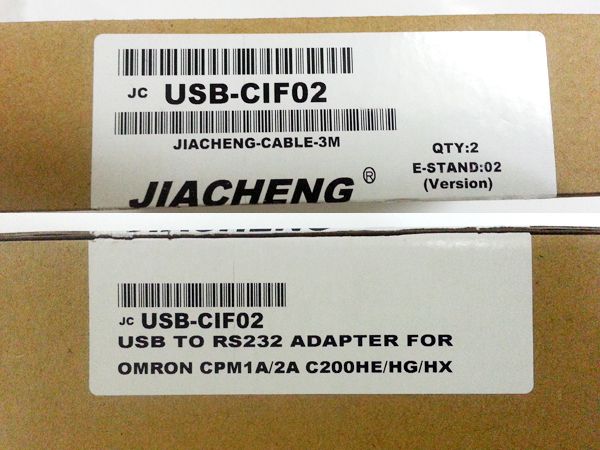 JC USB-CIF02
JIACHENG-CABLE-3M
QTY:2
E-STAND:02
(Version)
JIACHENG®
JIACHENG
JC USB-CIF02
USB TO RS232 ADAPTER FOR
OMRON CPM1A/2A C200HE/HG/HX